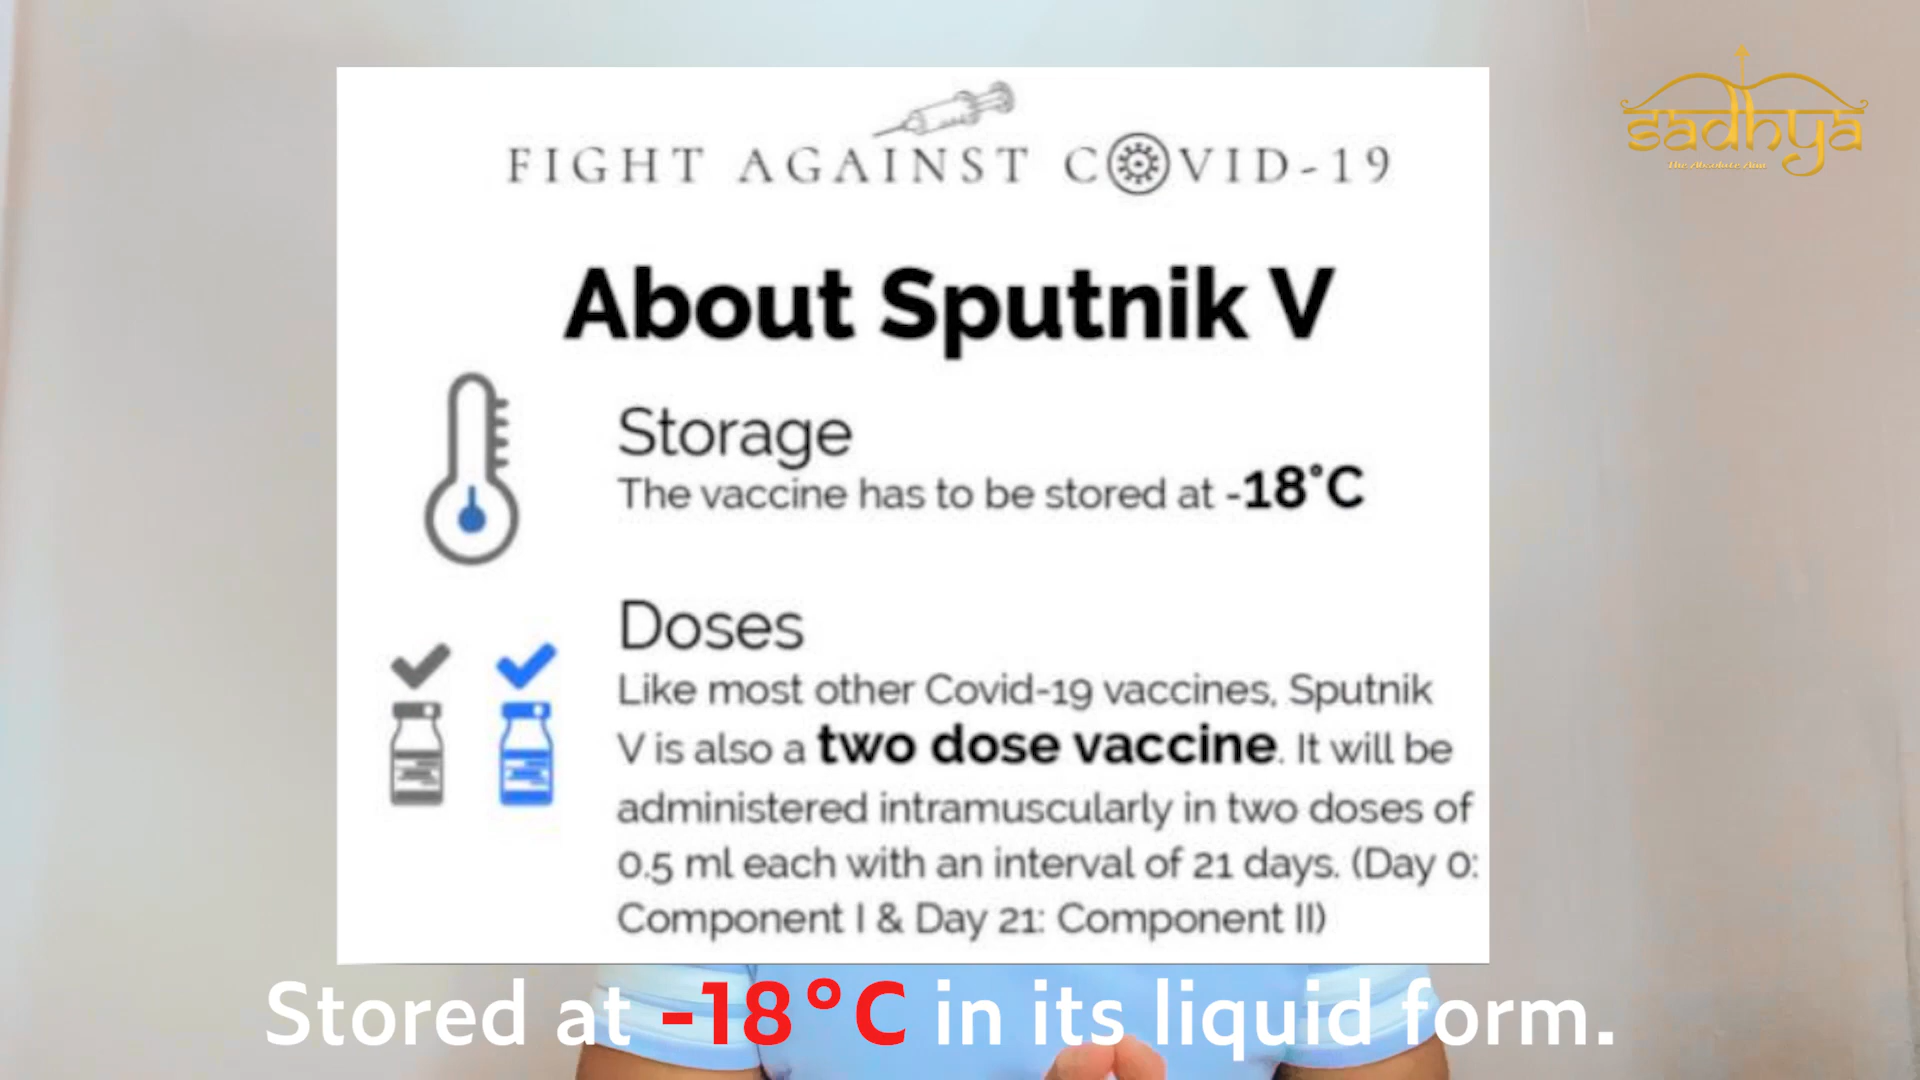 sadhya
The Absolute Aim
FIGHT AGAINST COVID-19
About Sputnik V
Storage
The vaccine has to be stored at -18°C
Doses
Like most other Covid-19 vaccines, Sputnik
V is also a two dose vaccine. It will be
administered intramuscularly in two doses of
0.5 ml each with an interval of 21 days. (Day 0:
Component I & Day 21: Component II)
Stored at -18°C in its liquid form.